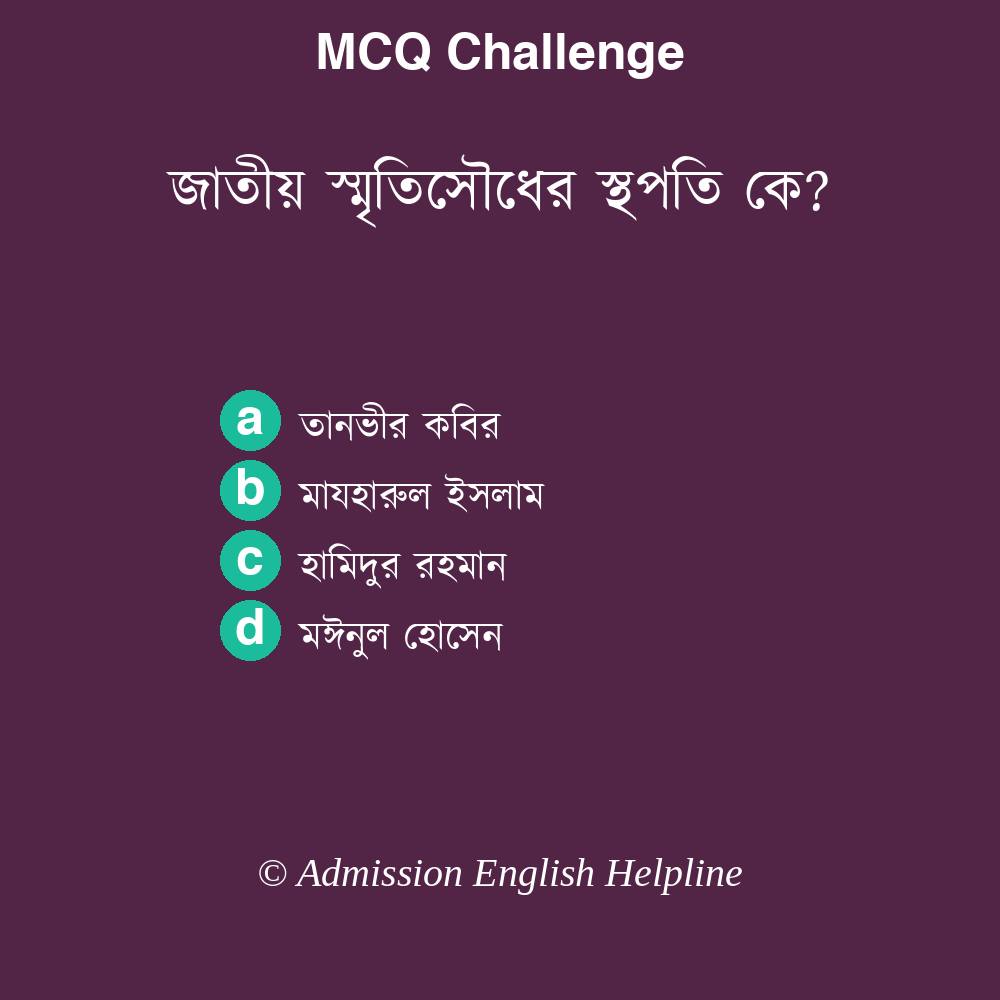 MCQ Challenge
জাতীয় স্মৃতিসৌধের স্থপতি কে?
a তানভীর কবির
b মাযহারুল ইসলাম
c হামিদুর রহমান
d মঈনুল হোসেন
© Admission English Helpline